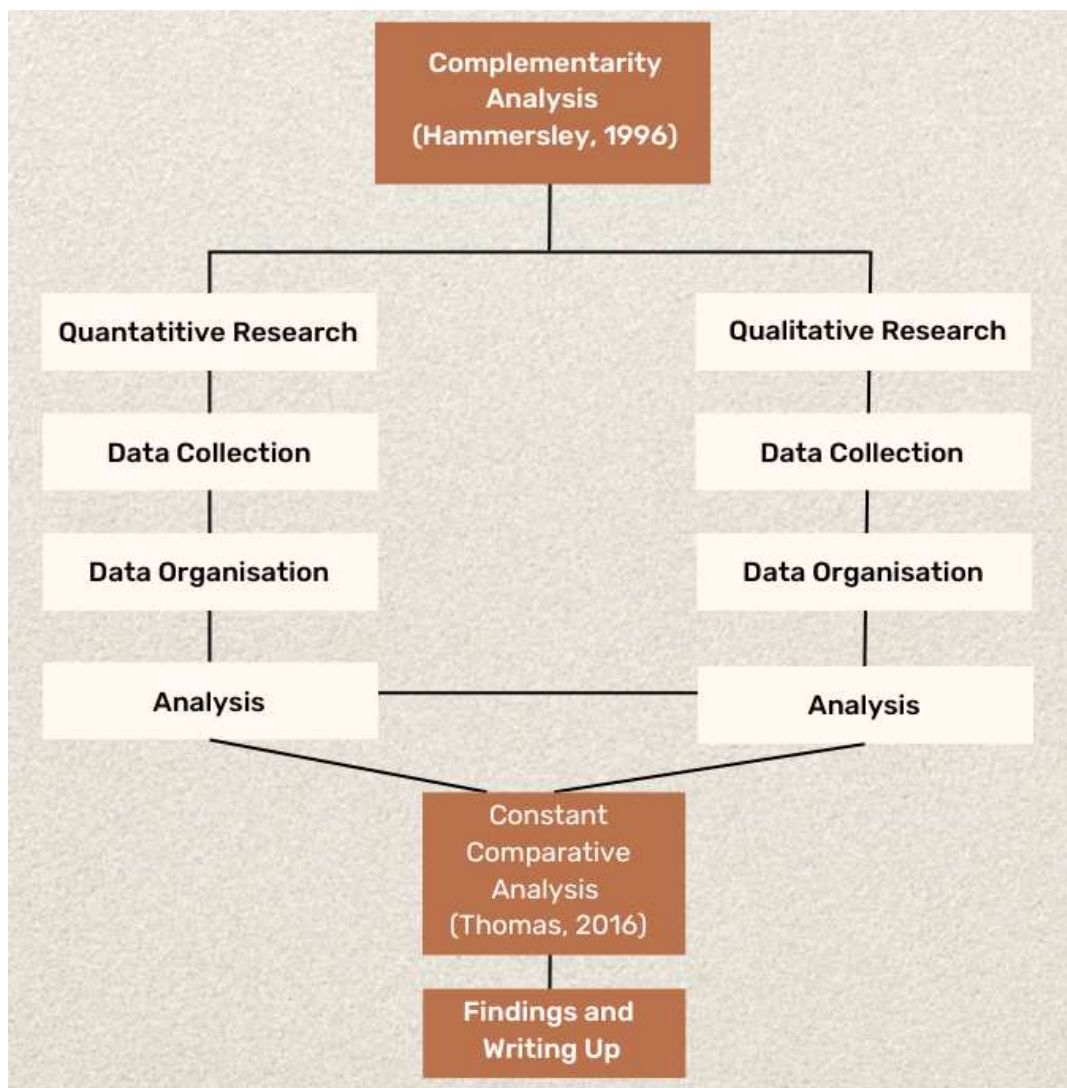 Complementarity
Analysis
(Hammersley, 1996)
Quantatitive Research
Qualitative Research
Data Collection
Data Collection
Data Organisation
Data Organisation
Analysis
Analysis
Constant
Comparative
Analysis
(Thomas, 2016)
Findings and
Writing Up